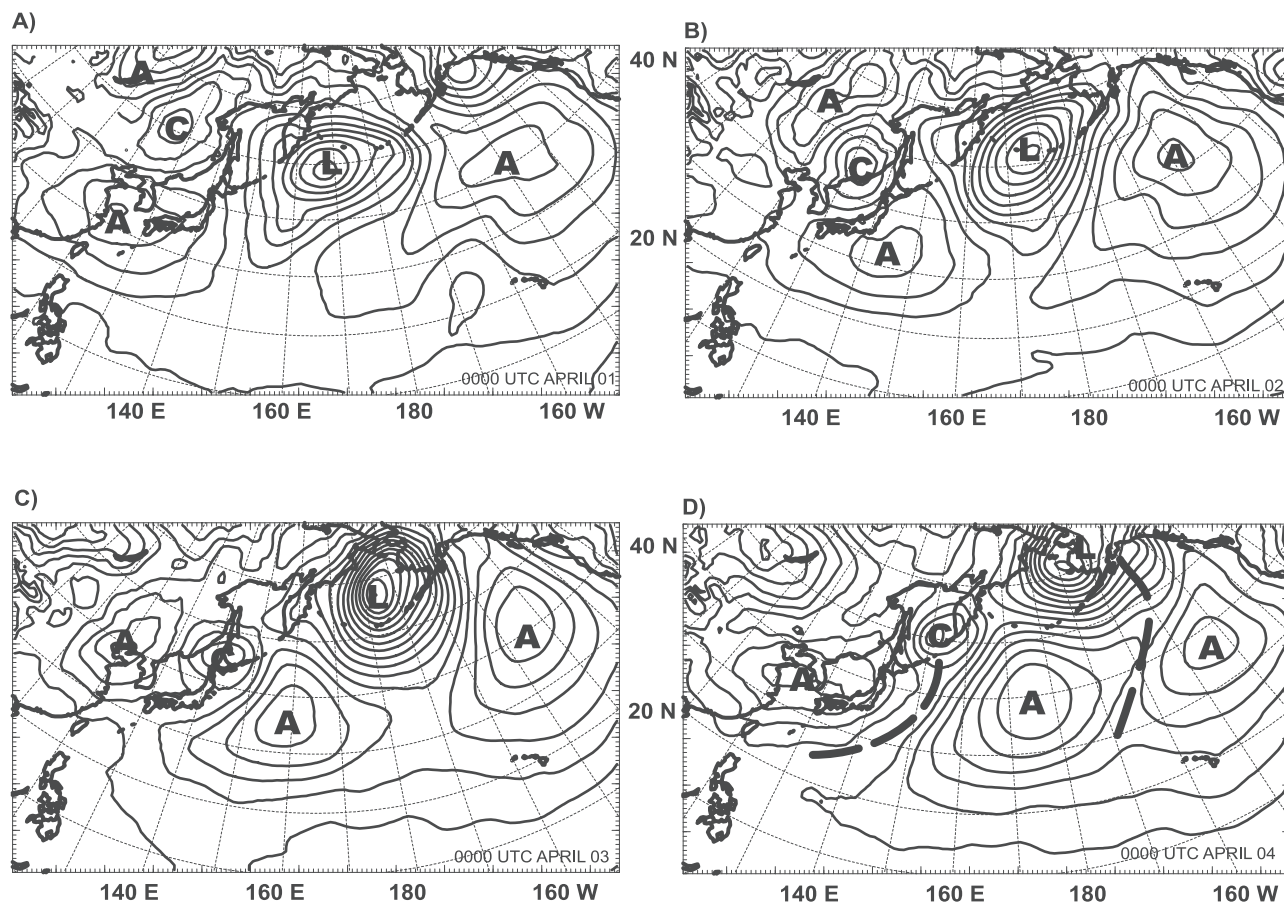 A)
B)
A
C
A
L
A
40 N
A
C
A
L
A
20 N
0000 UTC APRIL 01
0000 UTC APRIL 02
140 E
160 E
180
160 W
140 E
160 E
180
160 W
C)
D)
A
C
A
L
A
40 N
A
C
A
L
A
20 N
0000 UTC APRIL 03
0000 UTC APRIL 04
140 E
160 E
180
160 W
140 E
160 E
180
160 W